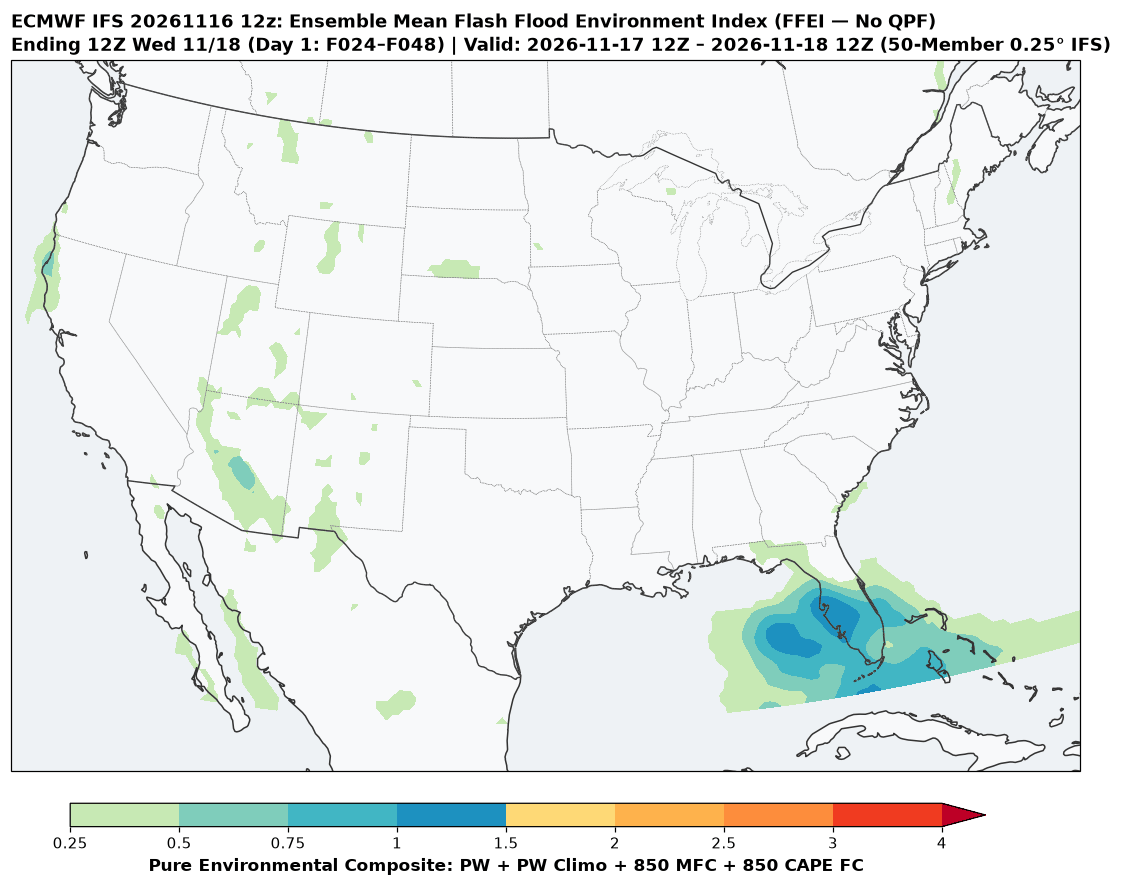 ECMWF IFS 20261116 12z: Ensemble Mean Flash Flood Environment Index (FFEI — No QPF)
Ending 12Z Wed 11/18 (Day 1: F024–F048) | Valid: 2026-11-17 12Z – 2026-11-18 12Z (50-Member 0.25° IFS)
0.25 0.5 0.75 1 1.5 2 2.5 3 4
Pure Environmental Composite: PW + PW Climo + 850 MFC + 850 CAPE FC